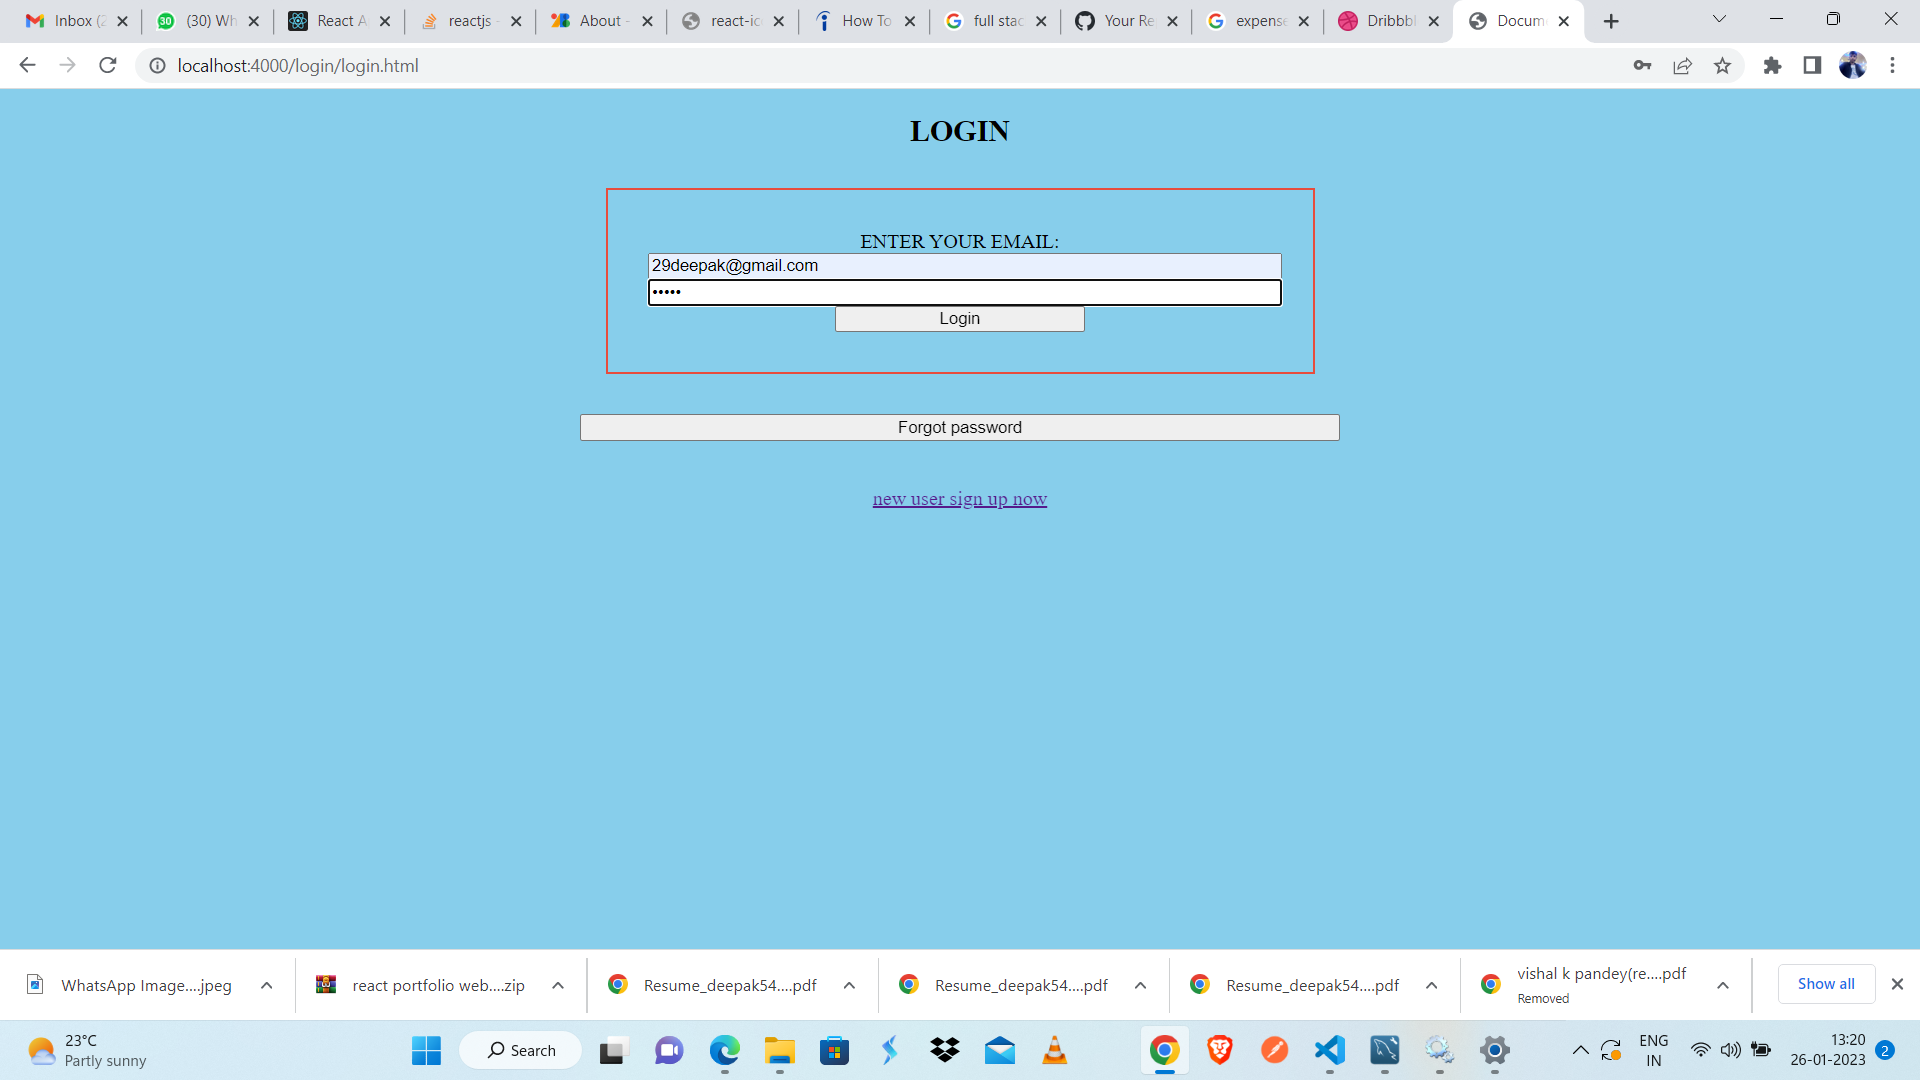 Inbox (2
30
(30) Wh
React A
reactjs -
About -
react-ic
How To
full stac
Your Re
expense
Dribbbl
Docum
localhost:4000/login/login.html
LOGIN
ENTER YOUR EMAIL:
29deepak@gmail.com
•••••
Login
Forgot password
new user sign up now
WhatsApp Image....jpeg
react portfolio web....zip
Resume_deepak54....pdf
Resume_deepak54....pdf
Resume_deepak54....pdf
vishal k pandey(re....pdf
Removed
Show all
23°C
Partly sunny
Search
ENG
IN
13:20
26-01-2023
2